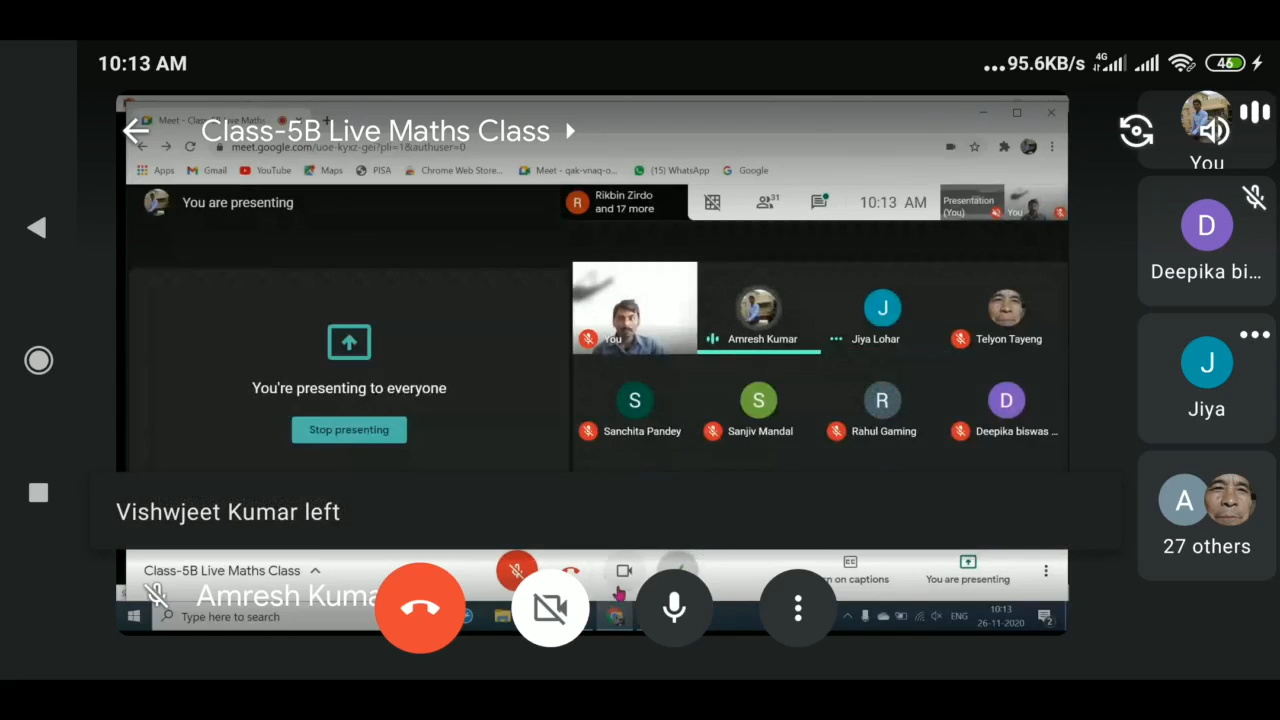 10:13 AM
...95.6KB/s 4G 46
Meet - Class-5B Live Maths
Class-5B Live Maths Class
meet.google.com/uoe-kyxz-gei?pli=1&authuser=0
Apps Gmail YouTube Maps PISA Chrome Web Store... Meet - qak-vnaq-o... (15) WhatsApp Google
You are presenting
R
Rikbin Zirdo
and 17 more
31
10:13 AM
Presentation
(You)
You
You
You
Amresh Kumar
J
Jiya Lohar
Telyon Tayeng
You're presenting to everyone
Stop presenting
S
Sanchita Pandey
S
Sanjiv Mandal
R
Rahul Gaming
D
Deepika biswas ...
D
Deepika bi...
J
Jiya
A
27 others
Vishwjeet Kumar left
Class-5B Live Maths Class
Amresh Kuma
CC
n on captions
You are presenting
Type here to search
ENG
10:13
26-11-2020
2